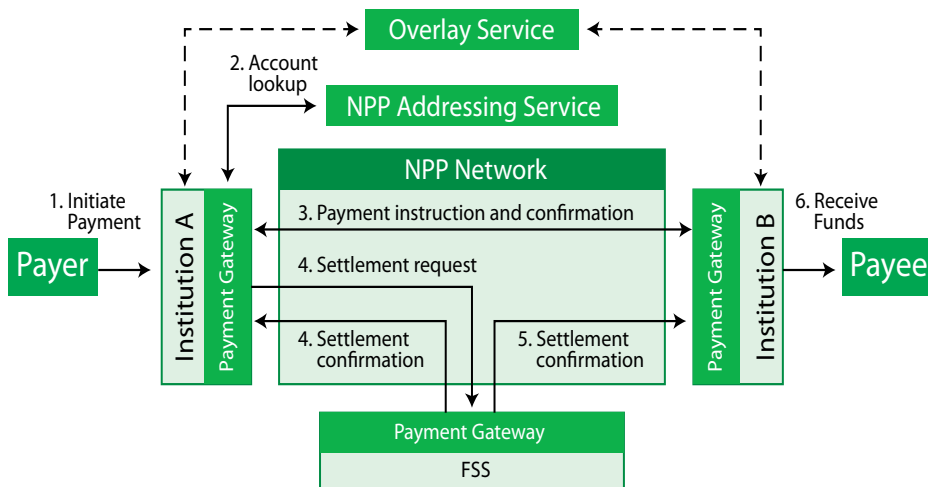 Overlay Service
2. Account
lookup
NPP Addressing Service
NPP Network
1. Initiate
Payment
Payer
Institution A
Payment Gateway
3. Payment instruction and confirmation
4. Settlement request
4. Settlement
confirmation
5. Settlement
confirmation
Payment Gateway
Institution B
6. Receive
Funds
Payee
Payment Gateway
FSS